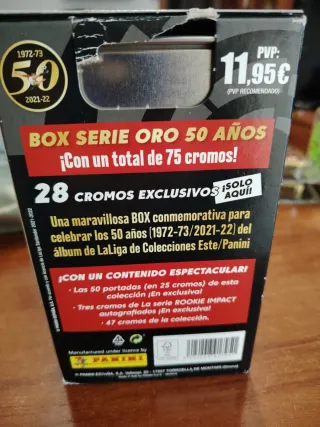 1972-73
50
2021-22
PVP:
11,95€
(PVP RECOMENDADO)
BOX SERIE ORO 50 AÑOS
¡Con un total de 75 cromos!
28 CROMOS EXCLUSIVOS ¡SOLO AQUÍ!
Una maravillosa BOX conmemorativa para
celebrar los 50 años (1972-73/2021-22) del
álbum de LaLiga de Colecciones Este/Panini
¡CON UN CONTENIDO ESPECTACULAR!
• Las 50 portadas (en 25 cromos) de esta
colección ¡En exclusiva!
• Tres cromos de La serie ROOKIE IMPACT
autografiados ¡En exclusiva!
• 47 cromos de la colección.
Manufactured under licence by
PANINI